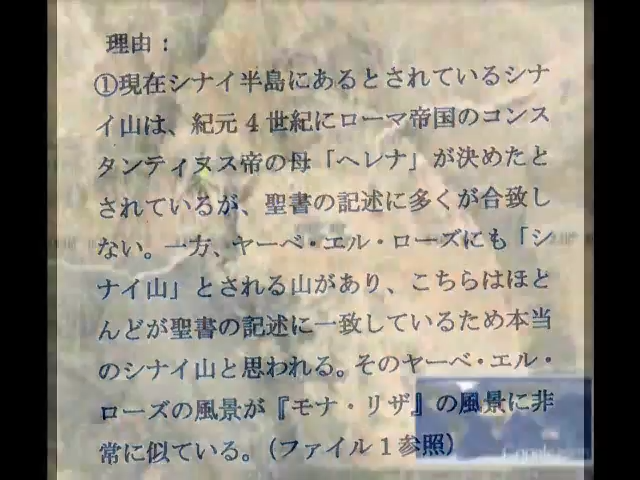 理由：
①現在シナイ半島にあるとされているシナ
イ山は、紀元４世紀にローマ帝国のコンス
タンティヌス帝の母「ヘレナ」が決めたと
されているが、聖書の記述に多くが合致し
ない。一方、ヤーベ・エル・ローズにも「シ
ナイ山」とされる山があり、こちらはほと
んどが聖書の記述に一致しているため本当
のシナイ山と思われる。そのヤーベ・エル・
ローズの風景が『モナ・リザ』の風景に非
常に似ている。（ファイル１参照）